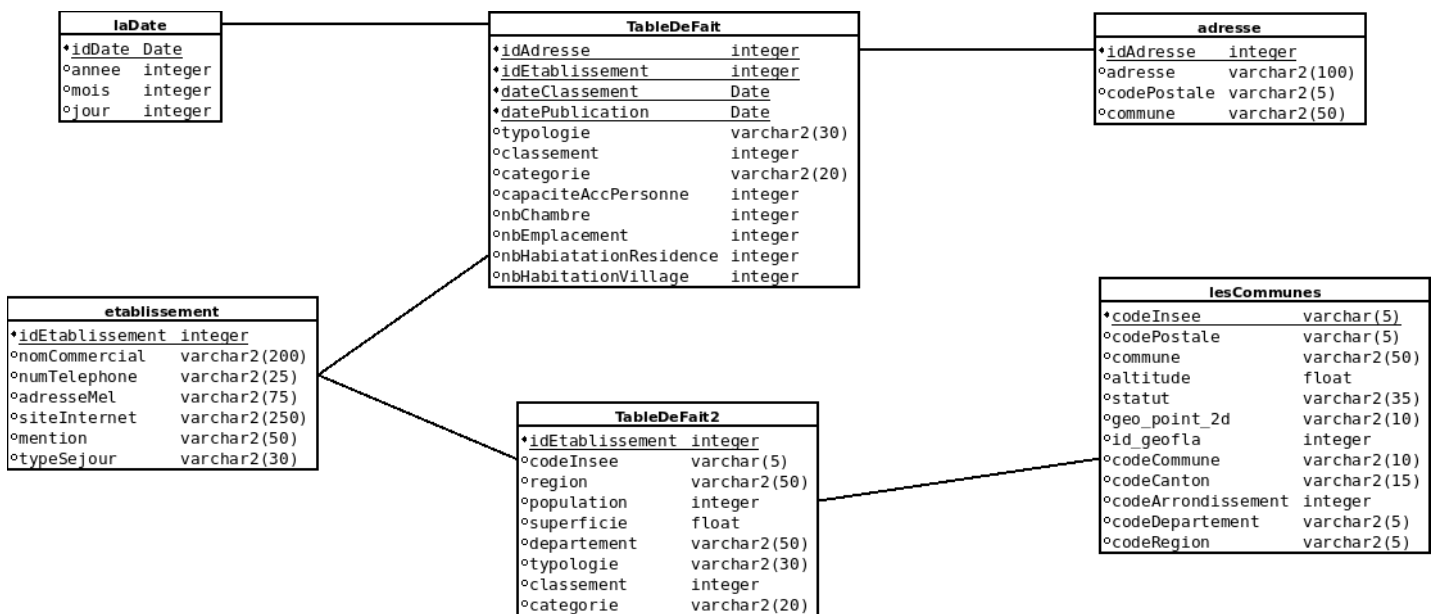 laDate
idDate Date
annee integer
mois integer
jour integer
TableDeFait
idAdresse integer
idEtablissement integer
dateClassement Date
datePublication Date
typologie varchar2(30)
classement integer
categorie varchar2(20)
capaciteAccPersonne integer
nbChambre integer
nbEmplacement integer
nbHabiatationResidence integer
nbHabitationVillage integer
adresse
idAdresse integer
adresse varchar2(100)
codePostale varchar2(5)
commune varchar2(50)
etablissement
idEtablissement integer
nomCommercial varchar2(200)
numTelephone varchar2(25)
adresseMel varchar2(75)
siteInternet varchar2(250)
mention varchar2(50)
typeSejour varchar2(30)
TableDeFait2
idEtablissement integer
codeInsee varchar(5)
region varchar2(50)
population integer
superficie float
departement varchar2(50)
typologie varchar2(30)
classement integer
categorie varchar2(20)
lesCommunes
codeInsee varchar(5)
codePostale varchar(5)
commune varchar2(50)
altitude float
statut varchar2(35)
geo_point_2d varchar2(10)
id_geofla integer
codeCommune varchar2(10)
codeCanton varchar2(15)
codeArrondissement integer
codeDepartement varchar2(5)
codeRegion varchar2(5)